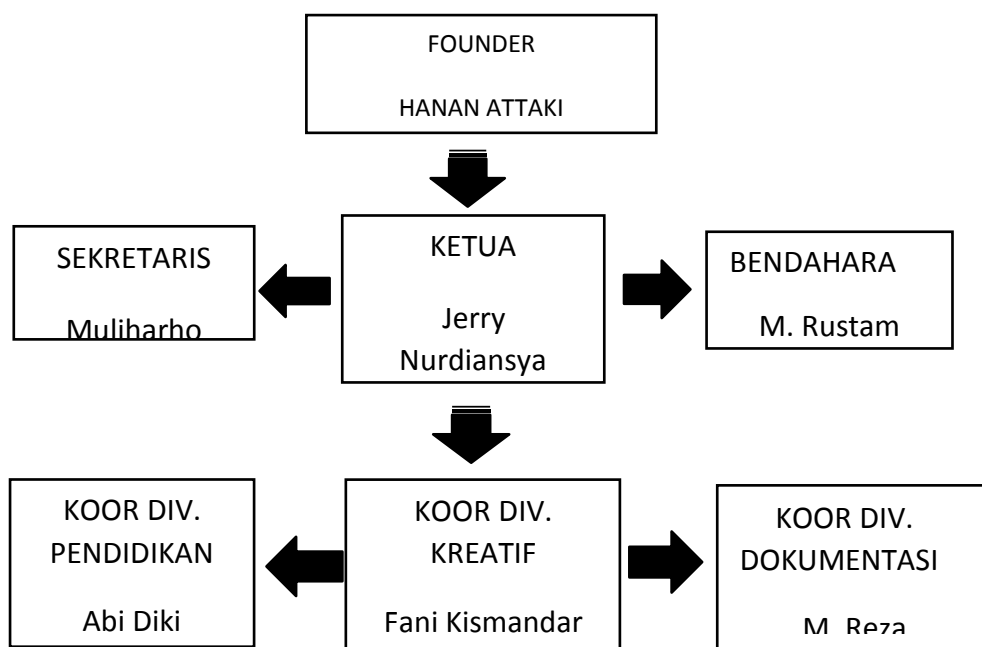 FOUNDER
HANAN ATTAKI
SEKRETARIS
Muliharho
KETUA
Jerry
Nurdiansya
BENDAHARA
M. Rustam
KOOR DIV.
PENDIDIKAN
Abi Diki
KOOR DIV.
KREATIF
Fani Kismandar
KOOR DIV.
DOKUMENTASI
M. Reza